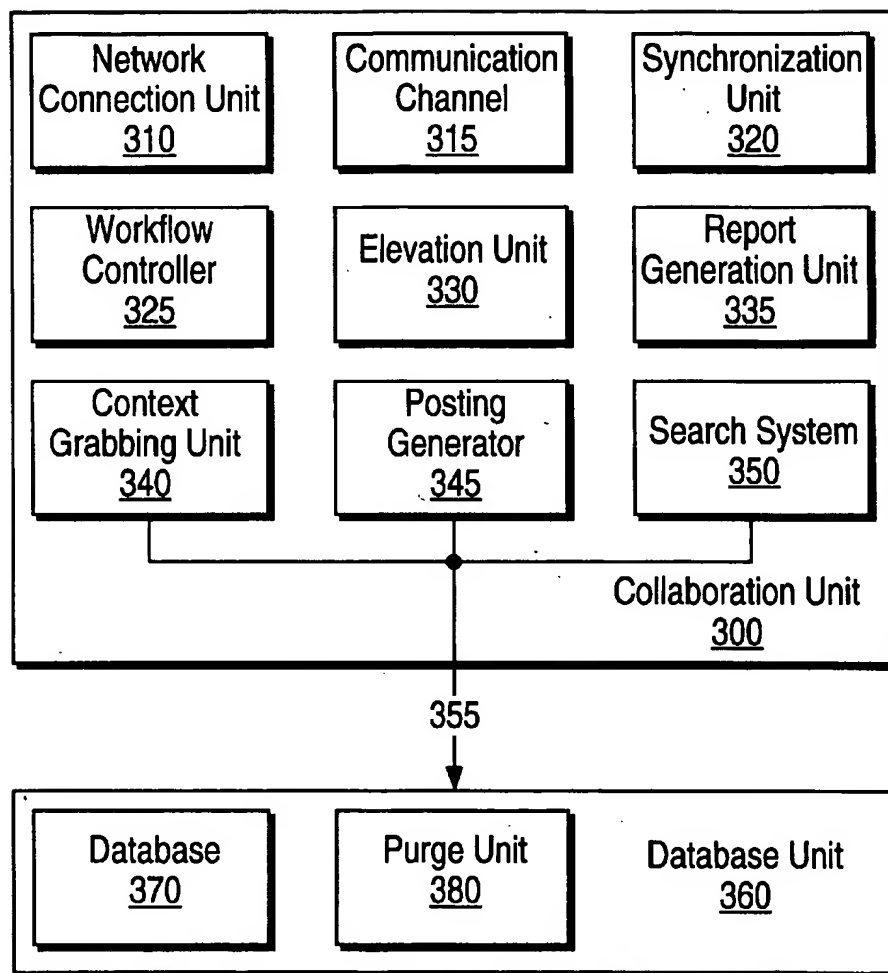 Network
Connection Unit
310
Communication
Channel
315
Synchronization
Unit
320
Workflow
Controller
325
Elevation Unit
330
Report
Generation Unit
335
Context
Grabbing Unit
340
Posting
Generator
345
Search System
350
Collaboration Unit
300
355
Database
370
Purge Unit
380
Database Unit
360